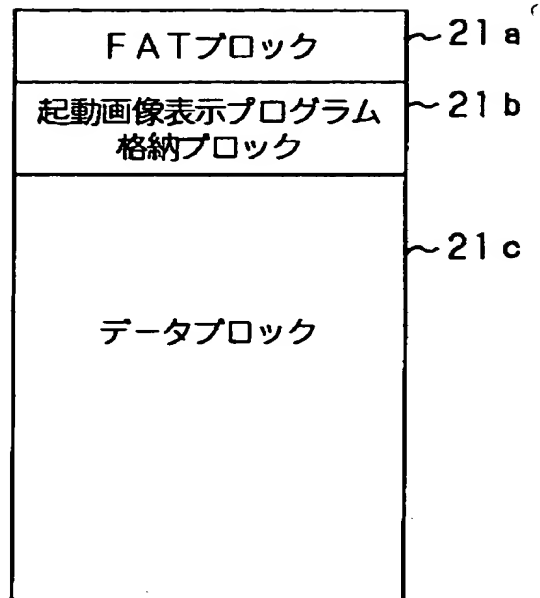 FATブロック
~21a
起動画像表示プログラム
格納ブロック
~21b
~21c
データブロック